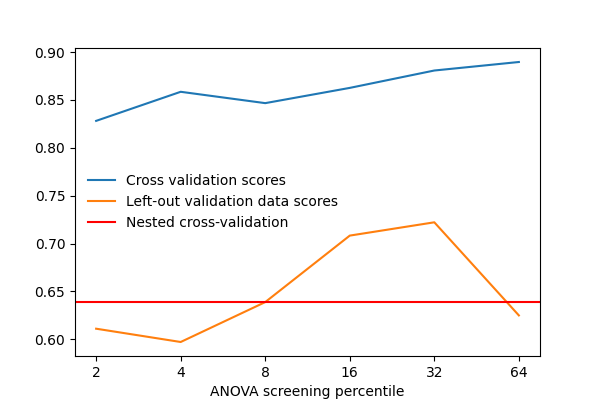 0.90
0.85
0.80
0.75
0.70
0.65
0.60
Cross validation scores
Left-out validation data scores
Nested cross-validation
2 4 8 16 32 64
ANOVA screening percentile